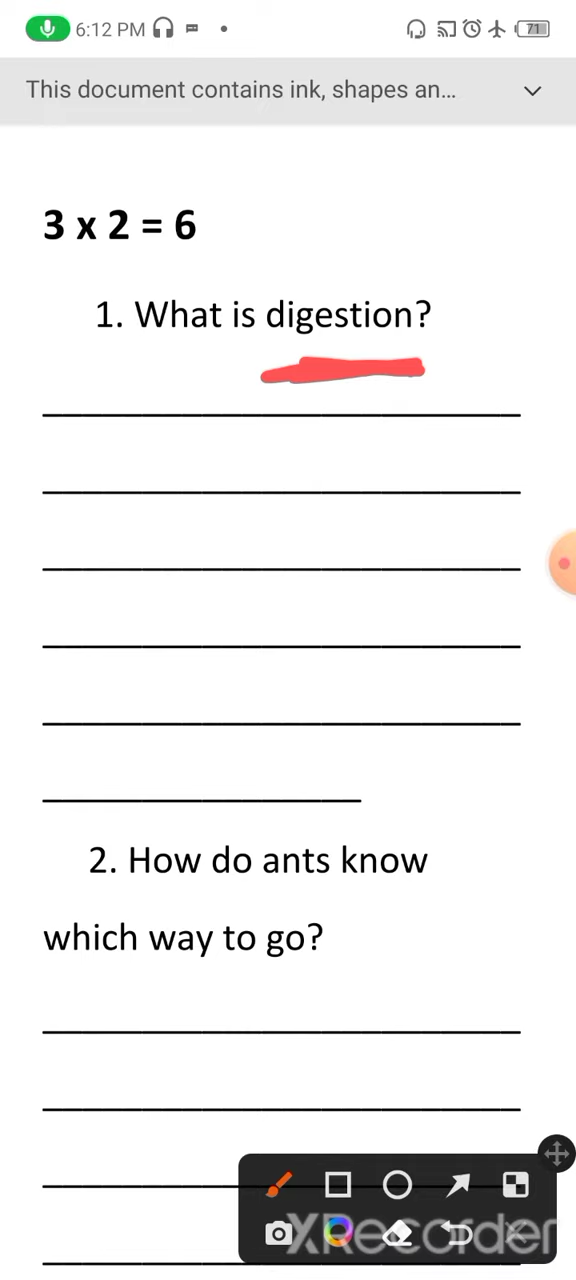 6:12 PM
71
This document contains ink, shapes an...
3 x 2 = 6
1. What is digestion?
2. How do ants know
which way to go?
XRecorder